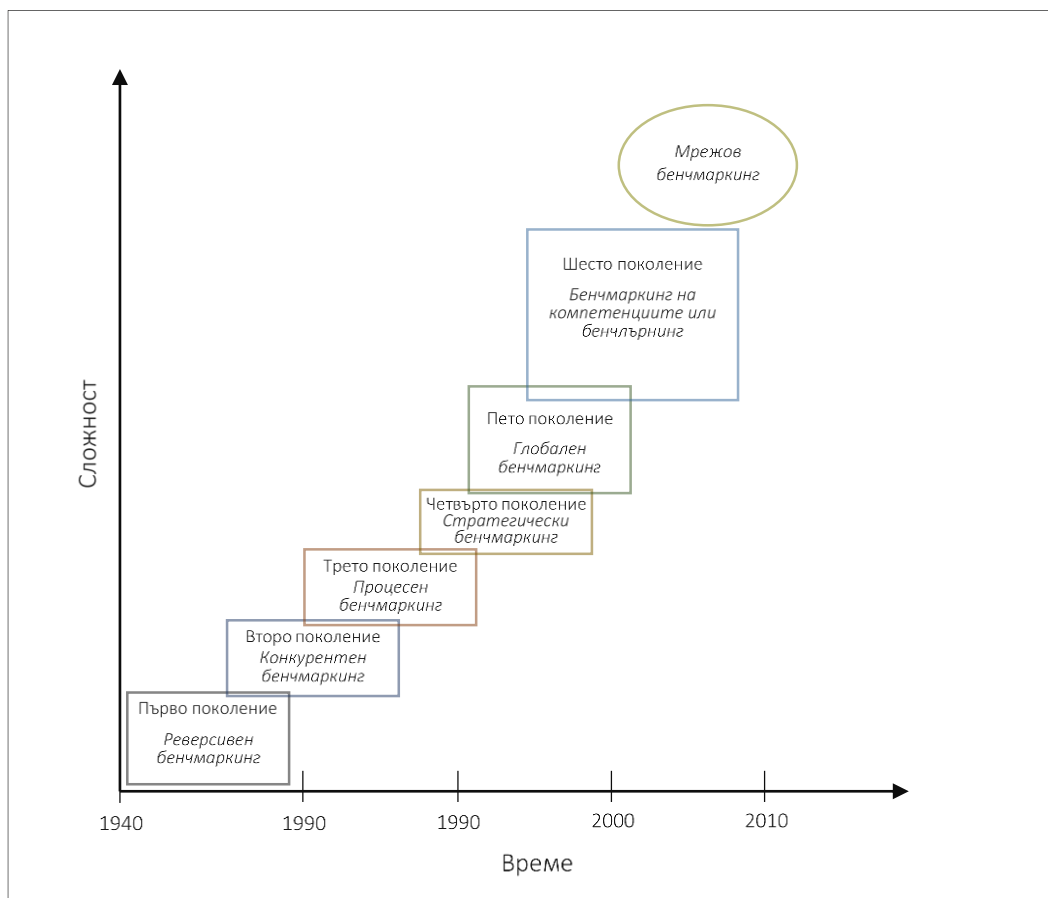 Мрежов
бенчмаркинг
Шесто поколение
Бенчмаркинг на
компетенциите или
бенчлърнинг
Пето поколение
Глобален
бенчмаркинг
Четвърто поколение
Стратегически
бенчмаркинг
Трето поколение
Процесен
бенчмаркинг
Второ поколение
Конкурентен
бенчмаркинг
Първо поколение
Реверсивен
бенчмаркинг
Сложност
1940
1990
1990
2000
2010
Време